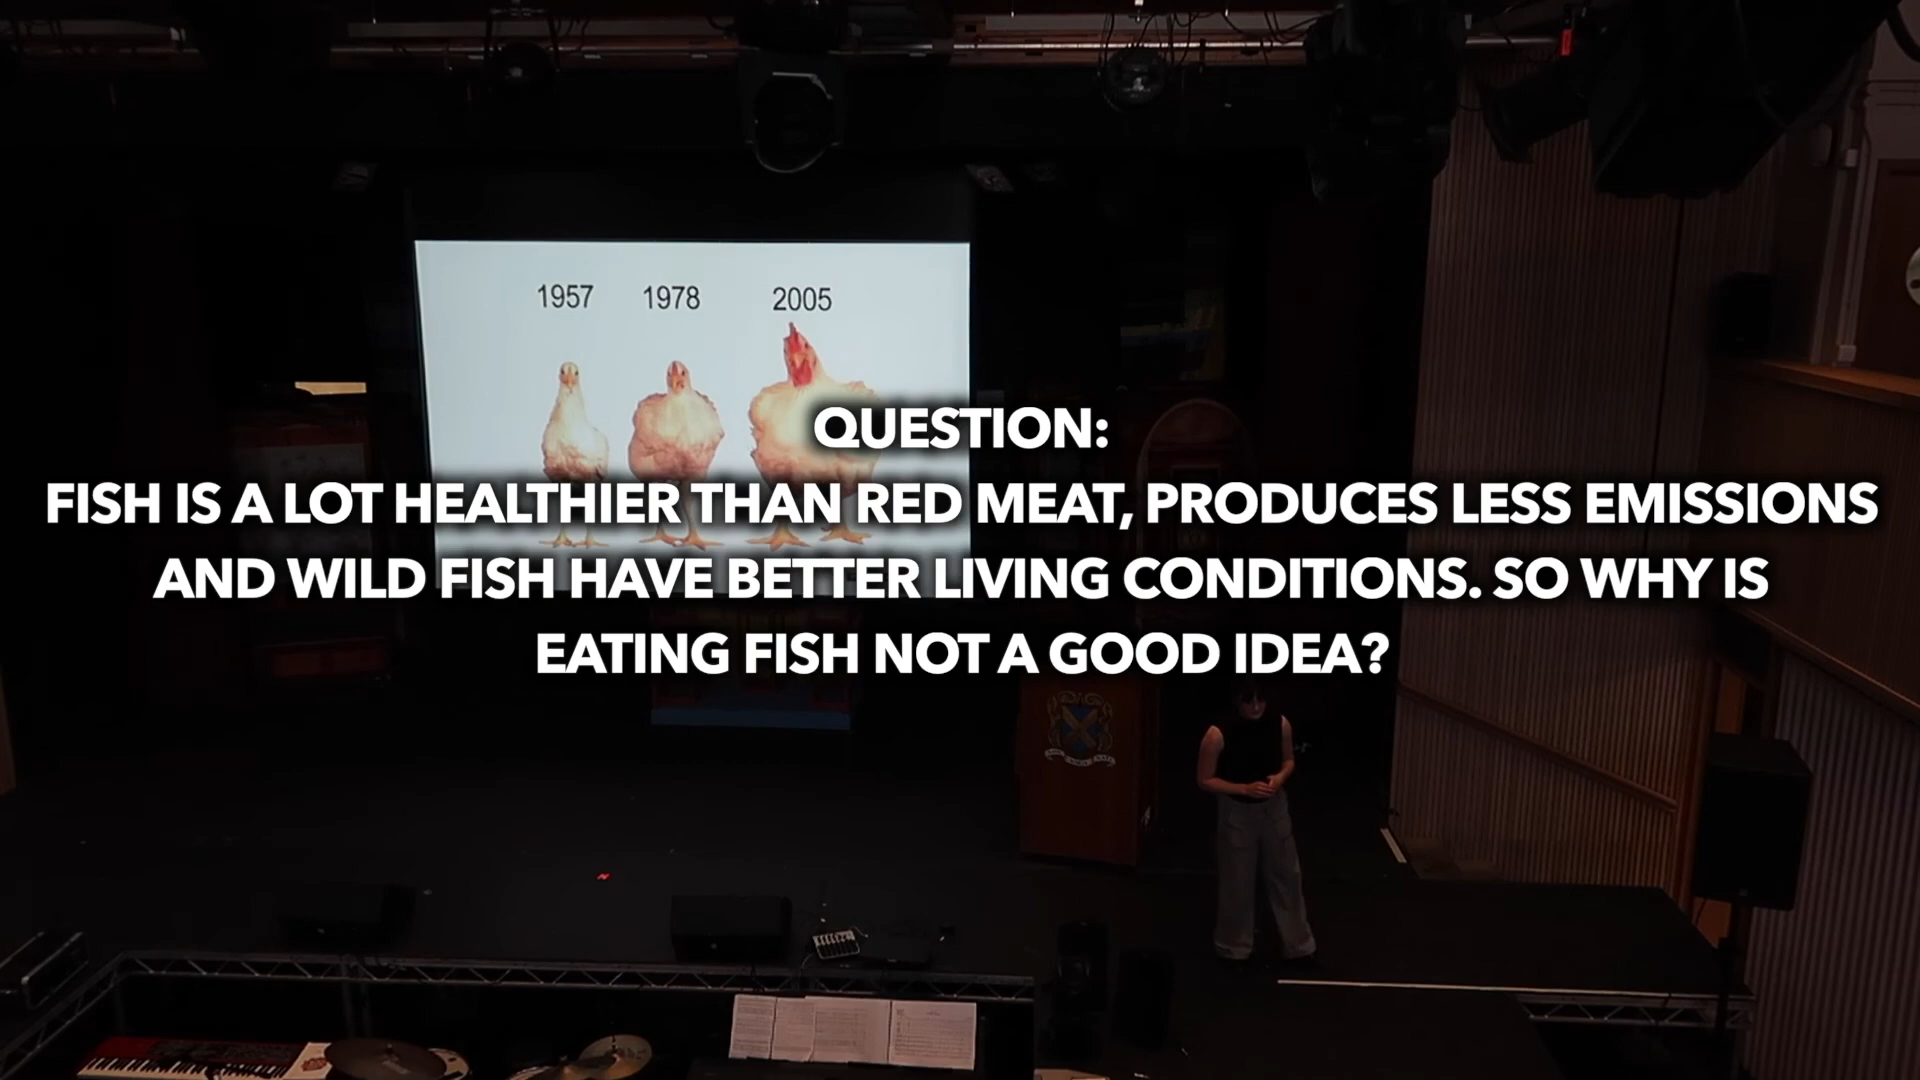 1957 1978 2005
QUESTION:
FISH IS A LOT HEALTHIER THAN RED MEAT, PRODUCES LESS EMISSIONS
AND WILD FISH HAVE BETTER LIVING CONDITIONS. SO WHY IS
EATING FISH NOT A GOOD IDEA?